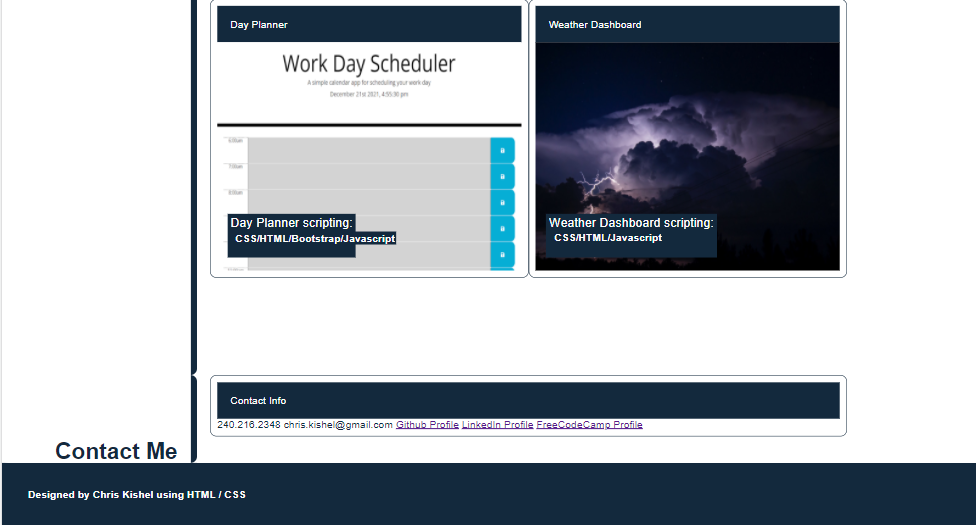 Day Planner
Weather Dashboard
Work Day Scheduler
A simple calendar app for scheduling your work day
December 21st 2021, 4:55:30 pm
6:00am
7:00am
8:00am
Day Planner scripting:
CSS/HTML/Bootstrap/Javascript
Weather Dashboard scripting:
CSS/HTML/Javascript
Contact Info
240.216.2348 chris.kishel@gmail.com Github Profile LinkedIn Profile FreeCodeCamp Profile
Contact Me
Designed by Chris Kishel using HTML / CSS